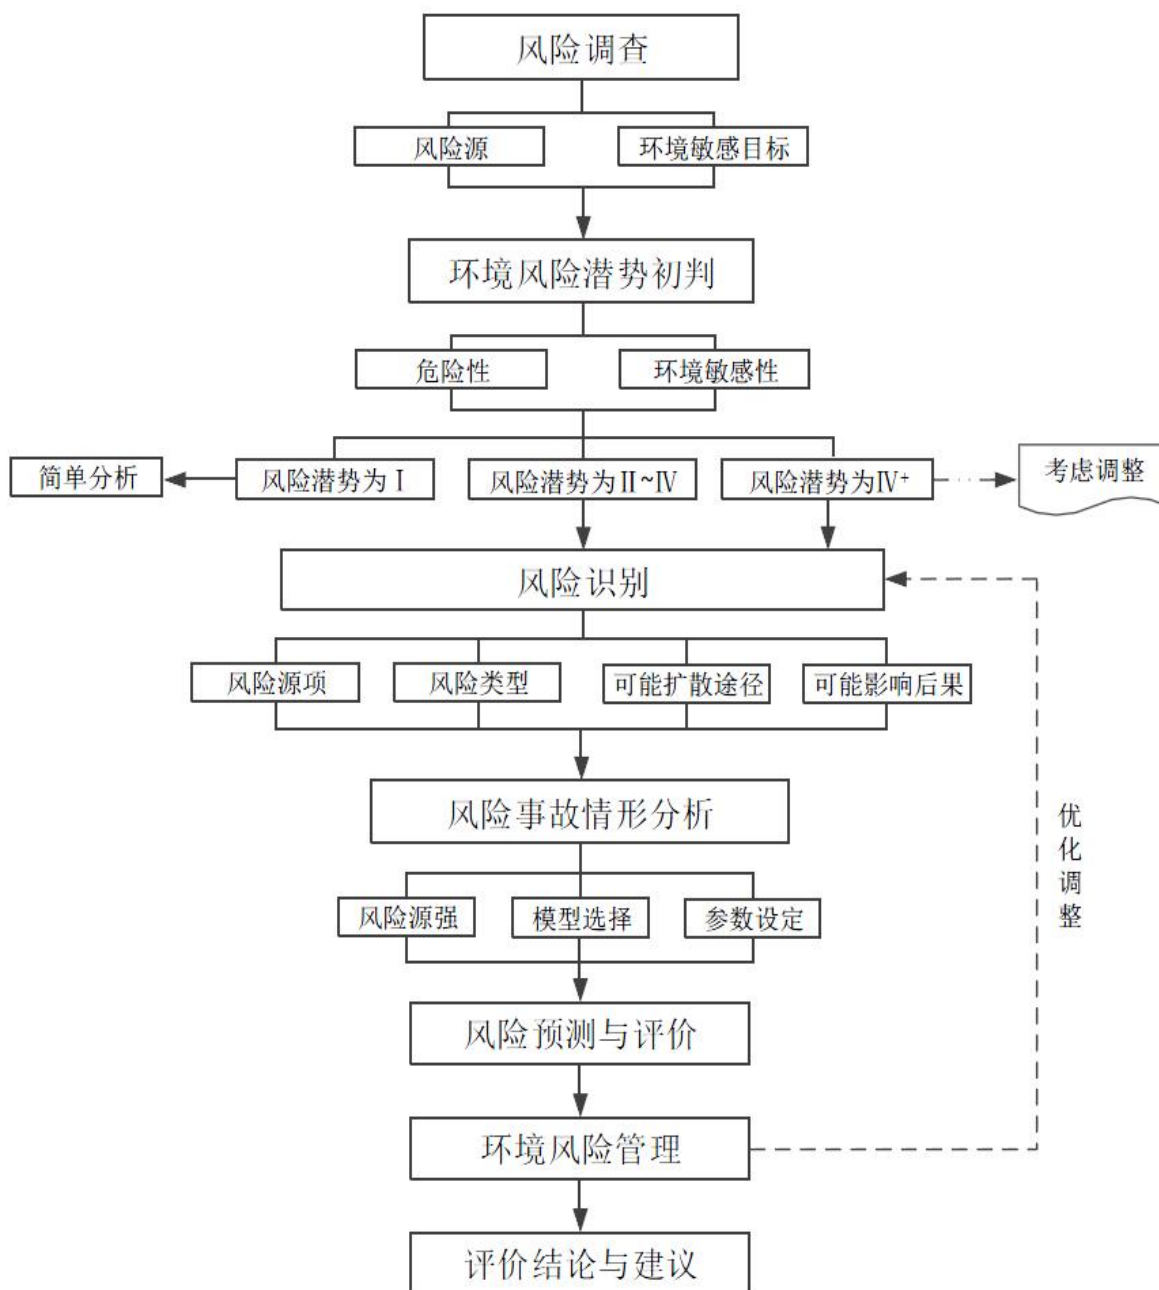 风险调查
风险源
环境敏感目标
环境风险潜势初判
危险性
环境敏感性
简单分析
风险潜势为Ⅰ
风险潜势为Ⅱ~Ⅳ
风险潜势为Ⅳ⁺
考虑调整
风险识别
风险源项
风险类型
可能扩散途径
可能影响后果
风险事故情形分析
优化调整
风险源强
模型选择
参数设定
风险预测与评价
环境风险管理
评价结论与建议